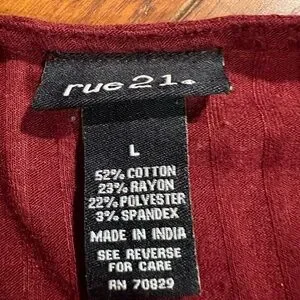 rue21.
L
52% COTTON
23% RAYON
22% POLYESTER
3% SPANDEX
MADE IN INDIA
SEE REVERSE
FOR CARE
RN 70829